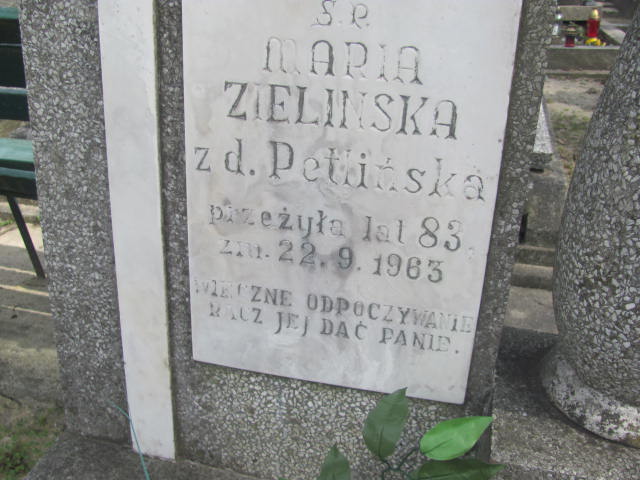 Ś.P.
MARIA
ZIELIŃSKA
z d. Petlińska
przeżyła lat 83,
zm. 22.9.1963
WIECZNE ODPOCZYWANIE
RACZ JEJ DAĆ PANIE.